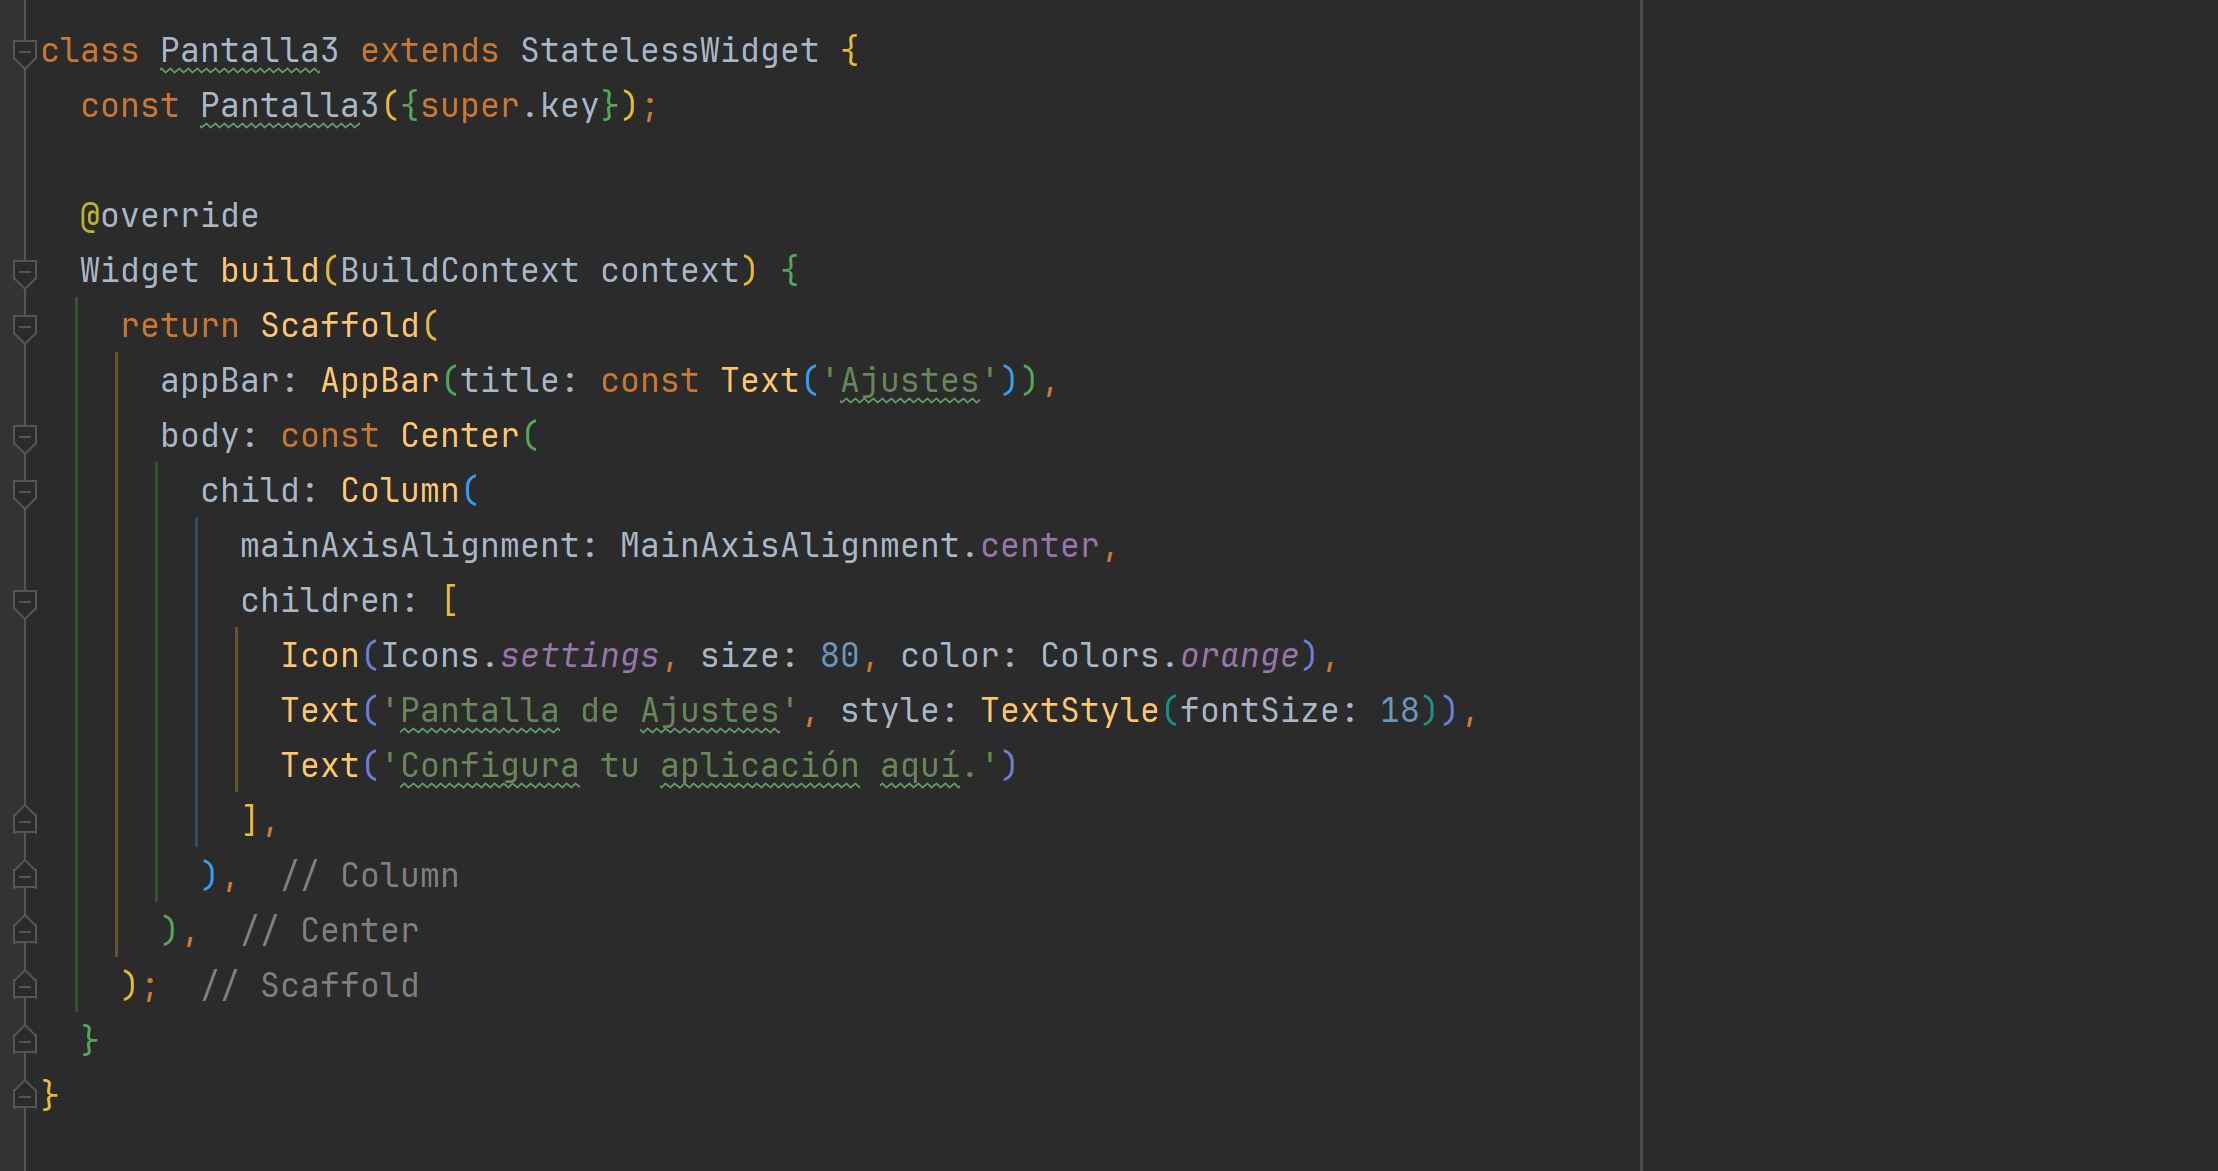 class Pantalla3 extends StatelessWidget {
  const Pantalla3({super.key});

  @override
  Widget build(BuildContext context) {
    return Scaffold(
      appBar: AppBar(title: const Text('Ajustes')),
      body: const Center(
        child: Column(
          mainAxisAlignment: MainAxisAlignment.center,
          children: [
            Icon(Icons.settings, size: 80, color: Colors.orange),
            Text('Pantalla de Ajustes', style: TextStyle(fontSize: 18)),
            Text('Configura tu aplicación aquí.')
          ],
        ),  // Column
      ),  // Center
    );  // Scaffold
  }
}